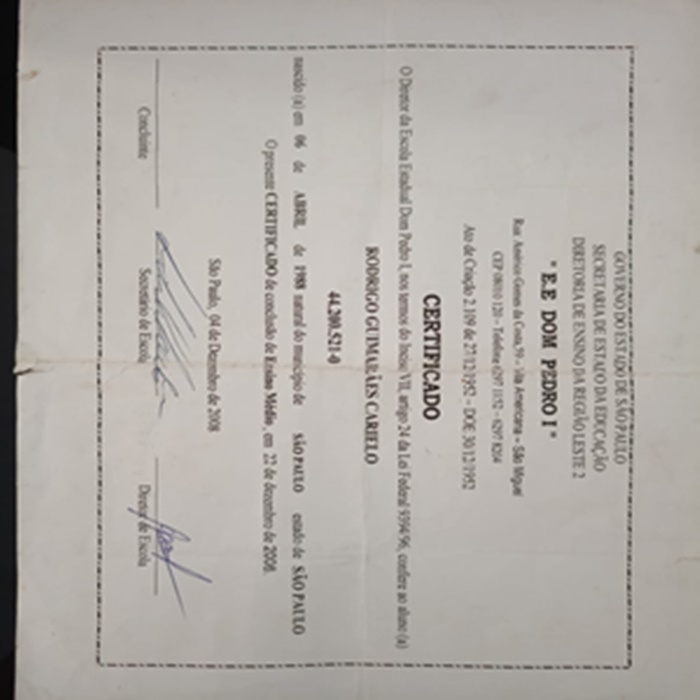 GOVERNO DO ESTADO DE SÃO PAULO
SECRETARIA DE ESTADO DA EDUCAÇÃO
DIRETORIA DE ENSINO DA REGIÃO LESTE 2
" E.E DOM PEDRO I "
Rua: Américo Gomes da Costa, 59 - Vila Americana – São Miguel
CEP 08010 120 – Telefone 6297 1152 - 6297 8204
Ato de Criação 2.109 de 27/12/1952 – DOE 30/12/1952
CERTIFICADO
O Diretor da Escola Estadual Dom Pedro I, nos termos do Inciso VII, artigo 24 da Lei Federal 9394/96, confere ao aluno (a)
RODRIGO GUIMARÃES CARIELO
44.200.521-0
nascido (a) em 06 de ABRIL de 1988 natural do município de SÃO PAULO estado de SÃO PAULO
O presente CERTIFICADO de conclusão de Ensino Médio, em 22 de dezembro de 2006.
São Paulo, 04 de Dezembro de 2008
Concluinte Secretário de Escola Diretor de Escola